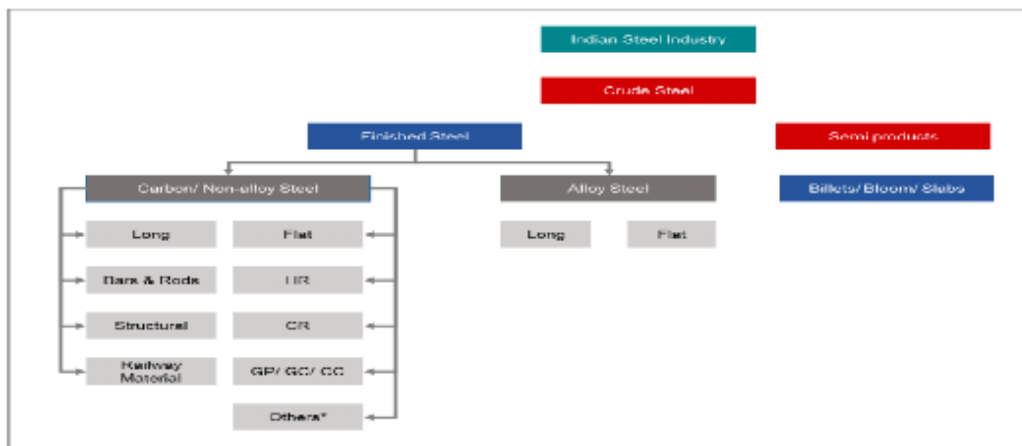 Indian Steel Industry
Crude Steel
Finished Steel
Semi products
Carbon/ Non-alloy Steel
Alloy Steel
Billets/ Bloom/ Slabs
Long
Flat
Long
Flat
Bars & Rods
HR
Structural
CR
Railway
Material
GP/ GC/ CC
Others*